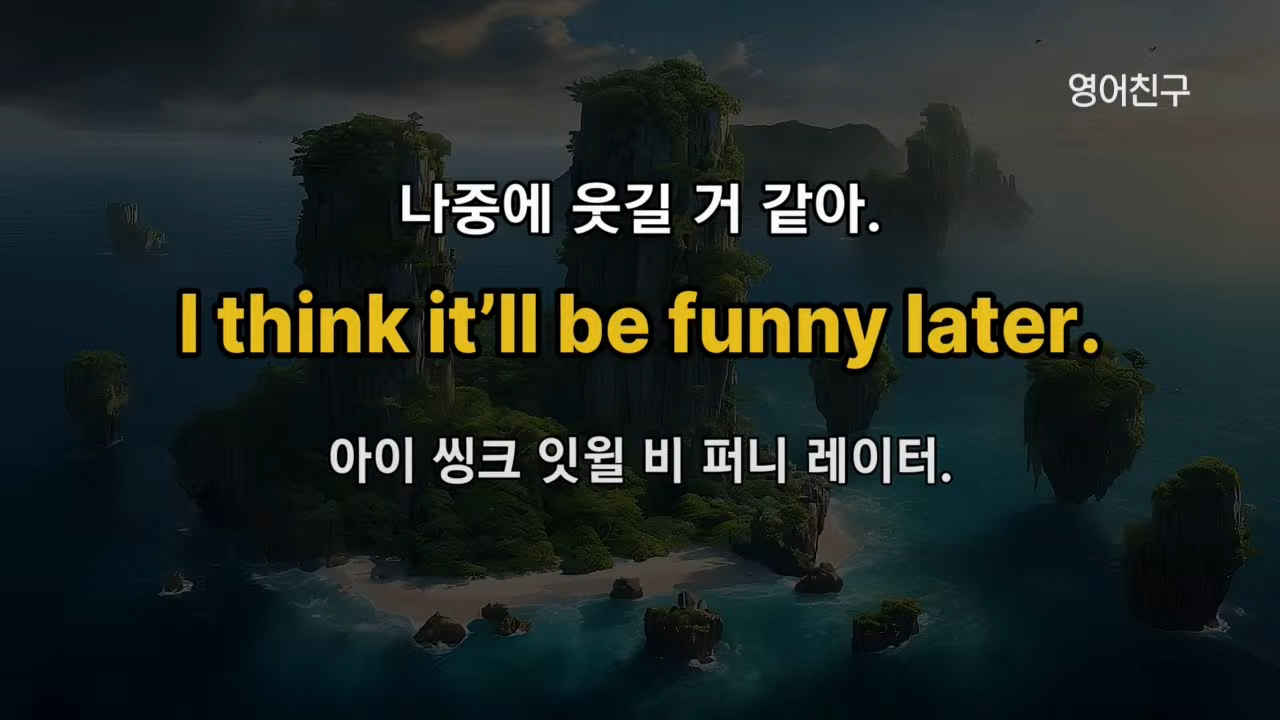 영어친구
나중에 웃길 거 같아.
I think it’ll be funny later.
아이 씽크 잇윌 비 퍼니 레이터.